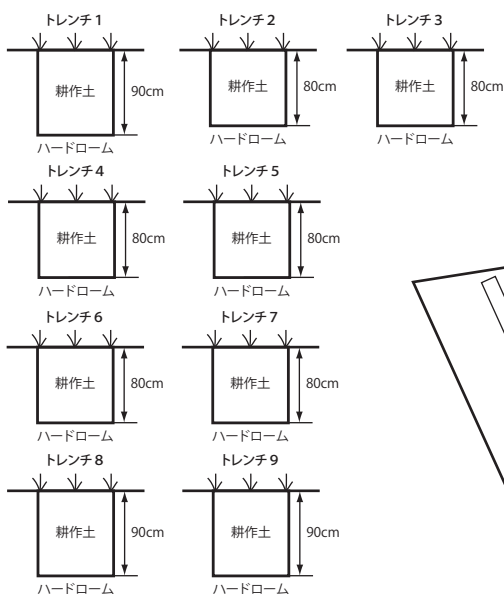 トレンチ1
耕作土
90cm
ハードローム
トレンチ2
耕作土
80cm
ハードローム
トレンチ3
耕作土
80cm
ハードローム
トレンチ4
耕作土
80cm
ハードローム
トレンチ5
耕作土
80cm
ハードローム
トレンチ6
耕作土
80cm
ハードローム
トレンチ7
耕作土
80cm
ハードローム
トレンチ8
耕作土
90cm
ハードローム
トレンチ9
耕作土
90cm
ハードローム